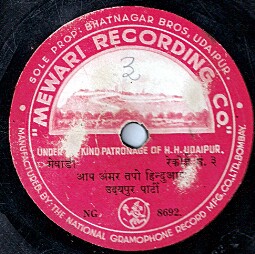 SOLE PROP: BHATNAGAR BROS. UDAIPUR.
"MEWARI RECORDING CO"
३
UNDER THE KIND PATRONAGE OF H.H. UDAIPUR.
मेवाडी रेकार्ड नं. ३
आप अमर तपो हिन्दुआ
उदयपुर पार्टी
NG 8692
MANUFACTURED BY: THE NATIONAL GRAMOPHONE RECORD MFG. CO. LTD. BOMBAY.